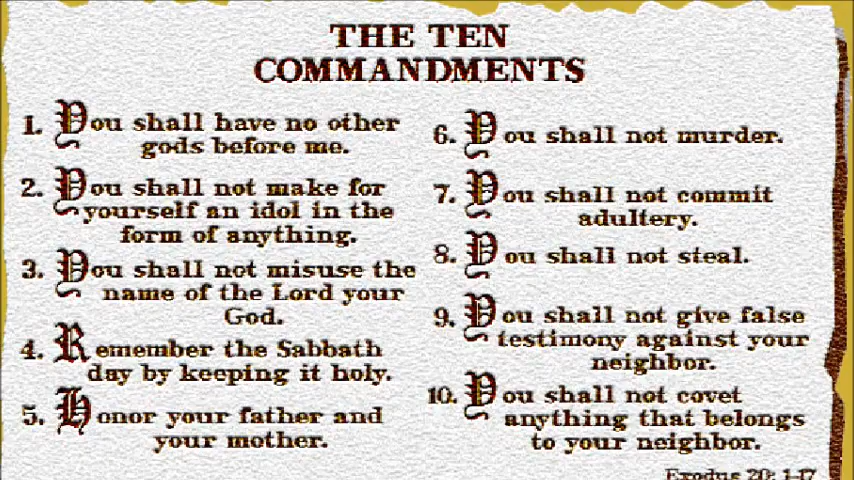 THE TEN
COMMANDMENTS
1. You shall have no other
gods before me.
2. You shall not make for
yourself an idol in the
form of anything.
3. You shall not misuse the
name of the Lord your
God.
4. Remember the Sabbath
day by keeping it holy.
5. Honor your father and
your mother.
6. You shall not murder.
7. You shall not commit
adultery.
8. You shall not steal.
9. You shall not give false
testimony against your
neighbor.
10. You shall not covet
anything that belongs
to your neighbor.
Exodus 20: 1-17